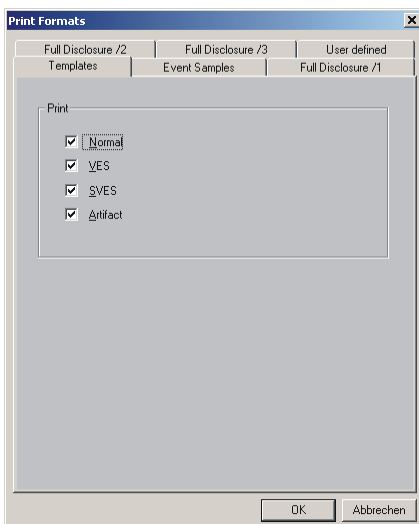 Print Formats
Full Disclosure /2 Full Disclosure /3 User defined
Templates Event Samples Full Disclosure /1
Print
Normal
VES
SVES
Artifact
OK Abbrechen